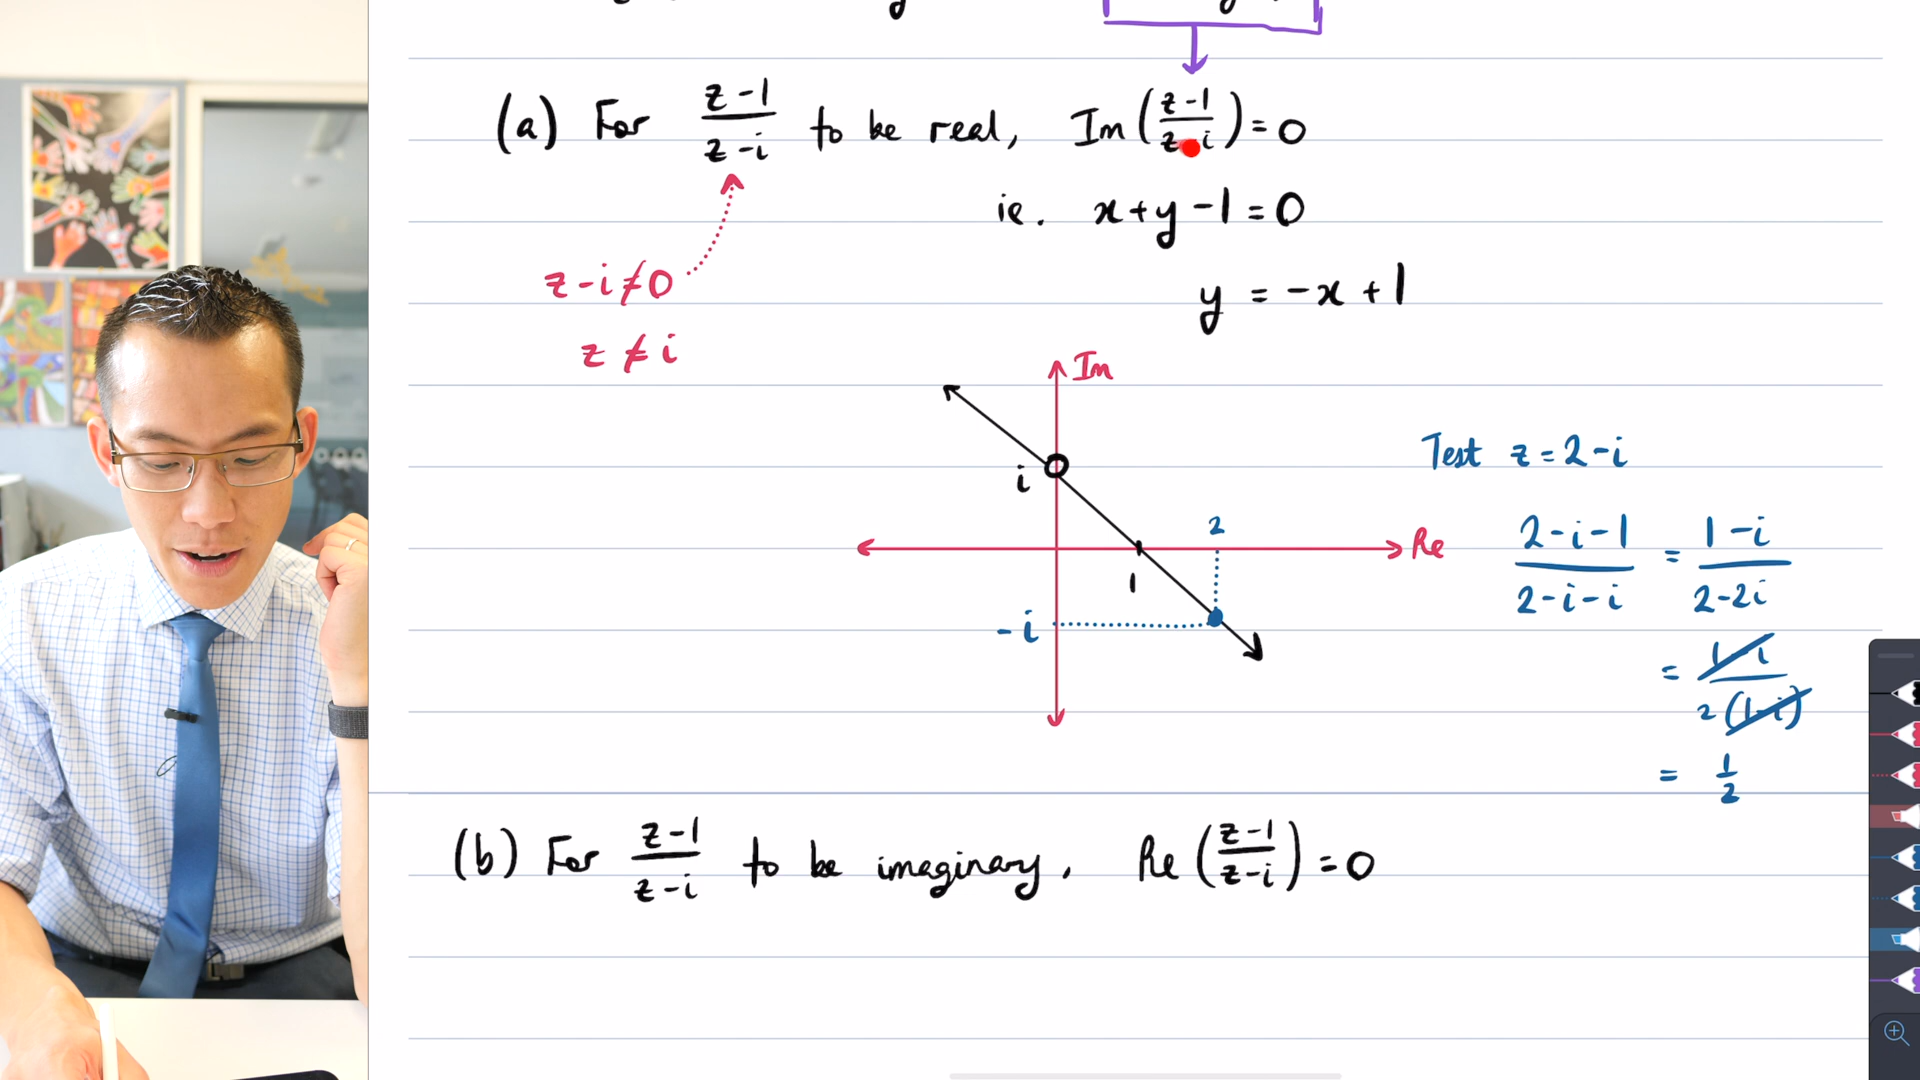 (a) For (z-1)/(z-i) to be real, Im((z-1)/(z-i)) = 0
ie. x+y-1=0
z-i≠0
y = -x+1
z ≠ i
Im
i
Test z = 2-i
2
Re
1
-i
(2-i-1)/(2-i-i) = (1-i)/(2-2i)
= (1-i)/(2(1-i))
= 1/2
(b) For (z-1)/(z-i) to be imaginary, Re((z-1)/(z-i)) = 0